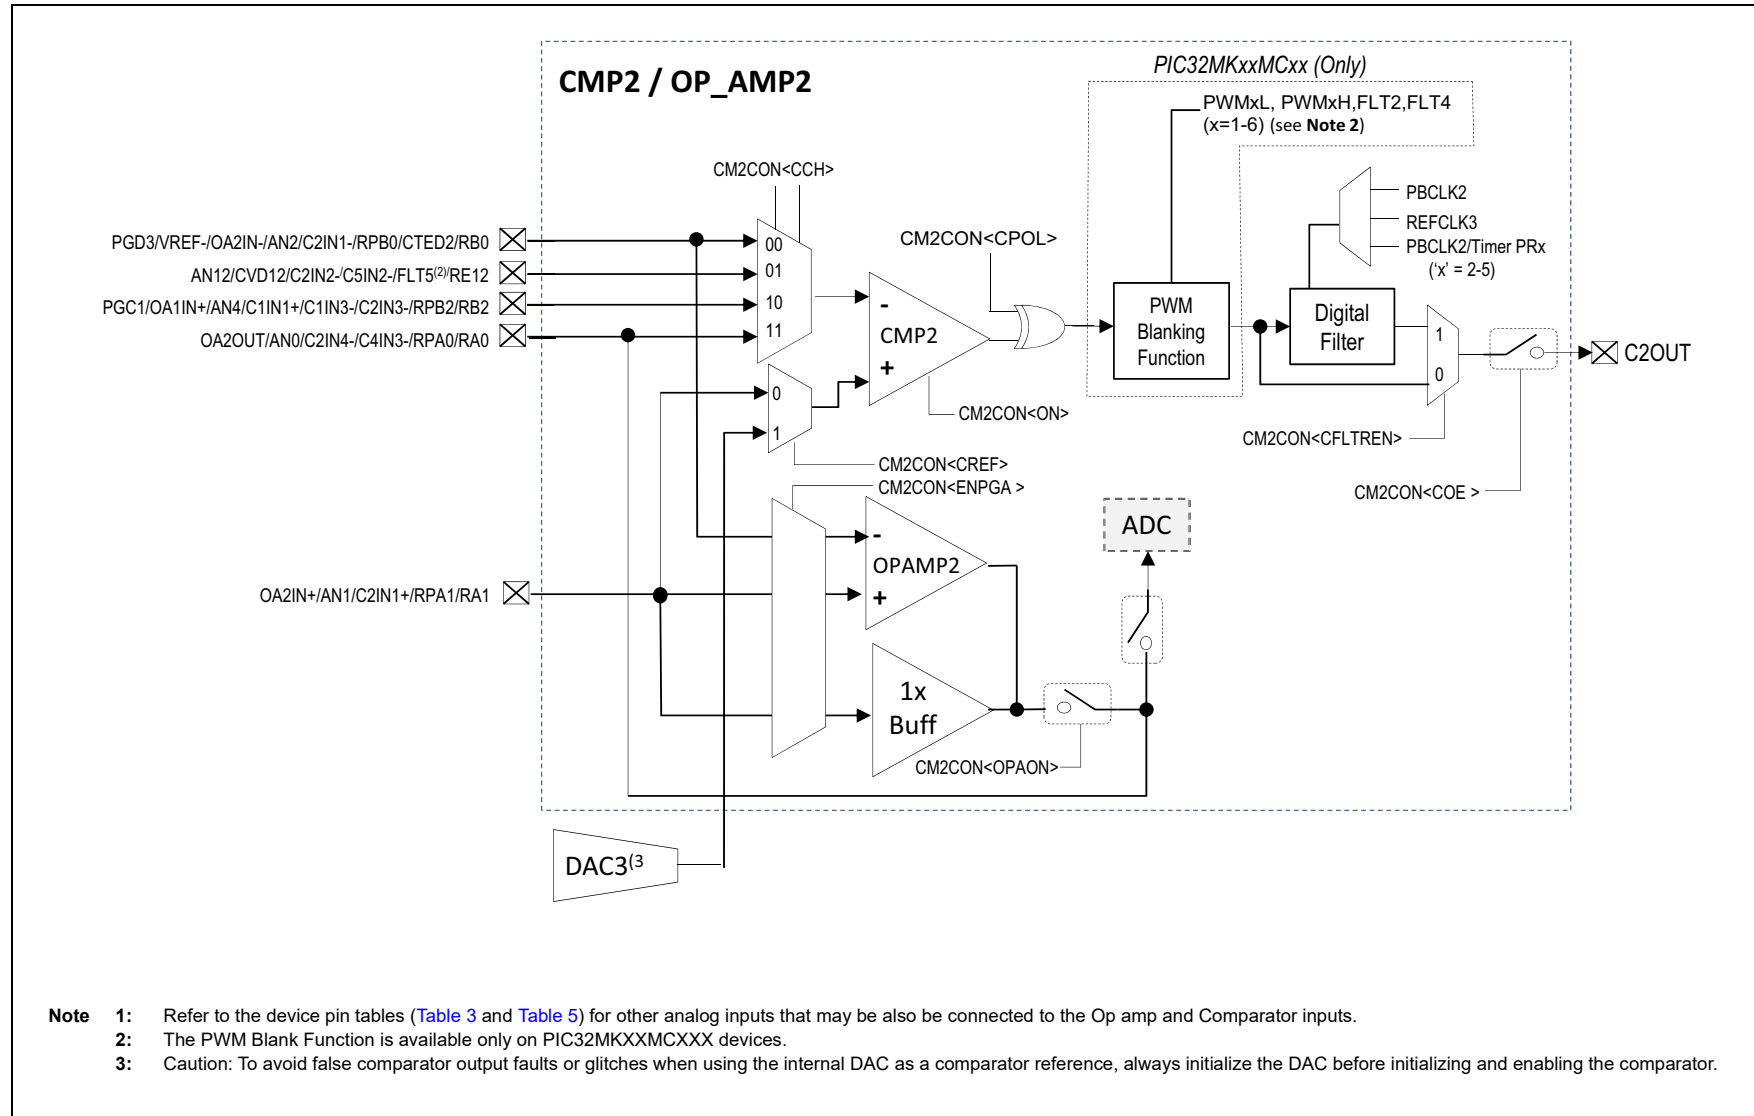 CMP2 / OP_AMP2
PIC32MKxxMCxx (Only)
PWMxL, PWMxH,FLT2,FLT4
(x=1-6) (see Note 2)
CM2CON<CCH>
PGD3/VREF-/OA2IN-/AN2/C2IN1-/RPB0/CTED2/RB0
AN12/CVD12/C2IN2-/C5IN2-/FLT5(2)/RE12
PGC1/OA1IN+/AN4/C1IN1+/C1IN3-/C2IN3-/RPB2/RB2
OA2OUT/AN0/C2IN4-/C4IN3-/RPA0/RA0
00
01
10
11
-
CMP2
+
CM2CON<CPOL>
CM2CON<ON>
PWM
Blanking
Function
PBCLK2
REFCLK3
PBCLK2/Timer PRx
(‘x’ = 2-5)
Digital
Filter
1
0
C2OUT
CM2CON<CFLTREN>
CM2CON<COE >
0
1
CM2CON<CREF>
CM2CON<ENPGA >
ADC
-
OPAMP2
+
OA2IN+/AN1/C2IN1+/RPA1/RA1
1x
Buff
CM2CON<OPAON>
DAC3(3
Note 1: Refer to the device pin tables (Table 3 and Table 5) for other analog inputs that may be also be connected to the Op amp and Comparator inputs.
2: The PWM Blank Function is available only on PIC32MKXXMCXXX devices.
3: Caution: To avoid false comparator output faults or glitches when using the internal DAC as a comparator reference, always initialize the DAC before initializing and enabling the comparator.